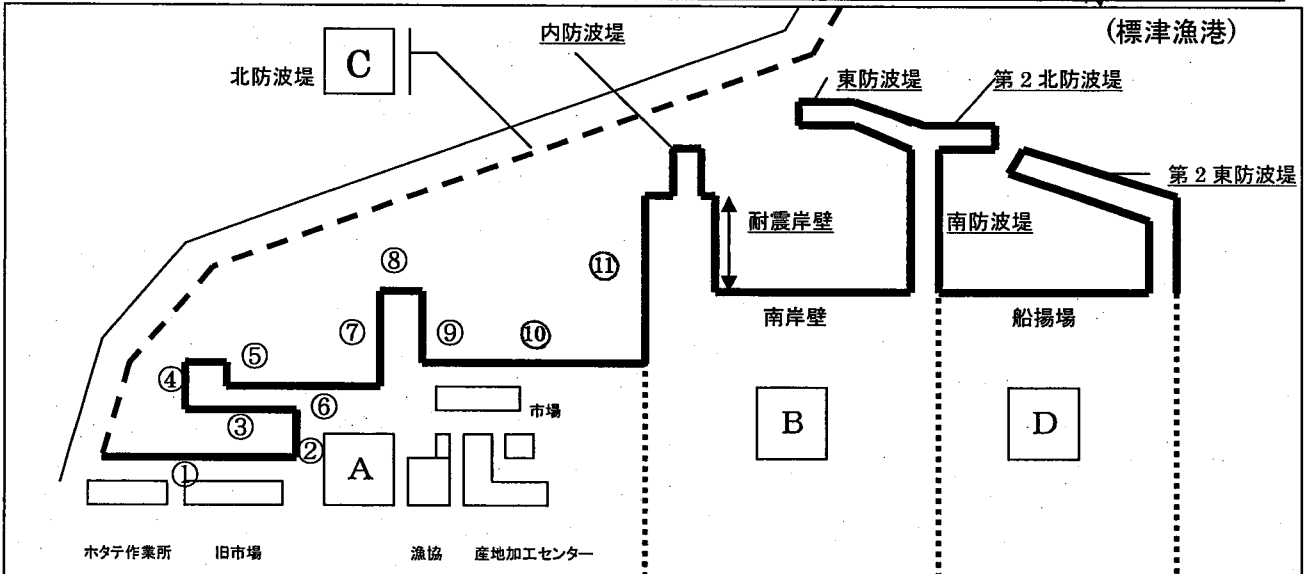 (標津漁港)
内防波堤
C
北防波堤
東防波堤
第2北防波堤
第2東防波堤
耐震岸壁
南防波堤
⑧
⑪
南岸壁
船揚場
⑦
⑨
⑩
⑤
④
⑥
市場
③
②
A
B
D
①
ホタテ作業所
旧市場
漁協
産地加工センター